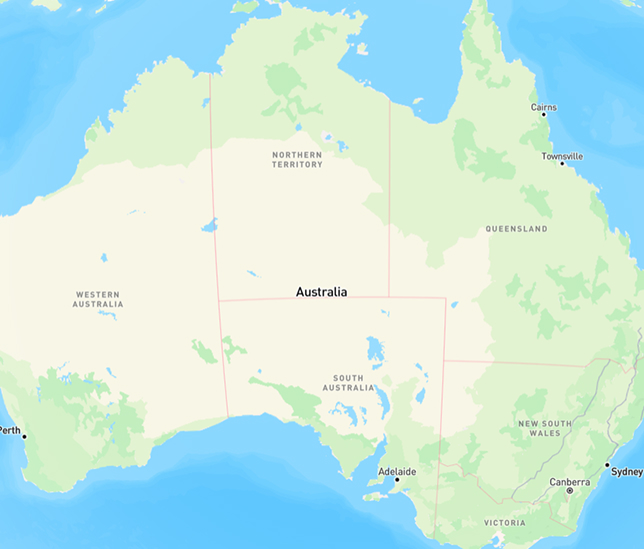 Cairns
Townsville
NORTHERN
TERRITORY
QUEENSLAND
Australia
WESTERN
AUSTRALIA
SOUTH
AUSTRALIA
NEW SOUTH
WALES
Perth
Adelaide
Sydney
Canberra
VICTORIA